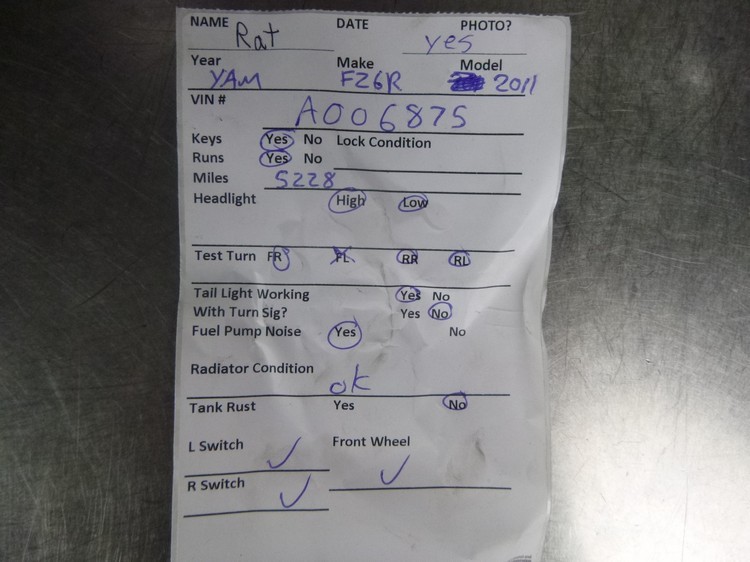 NAME Rat DATE PHOTO? yes
Year Make Model
YAM FZ6R 2011
VIN # A006875
Keys Yes No Lock Condition
Runs Yes No
Miles 5228
Headlight High Low
Test Turn FR FL RR RL
Tail Light Working Yes No
With Turn Sig? Yes No
Fuel Pump Noise Yes No
Radiator Condition ok
Tank Rust Yes No
L Switch ✓ Front Wheel ✓
R Switch ✓